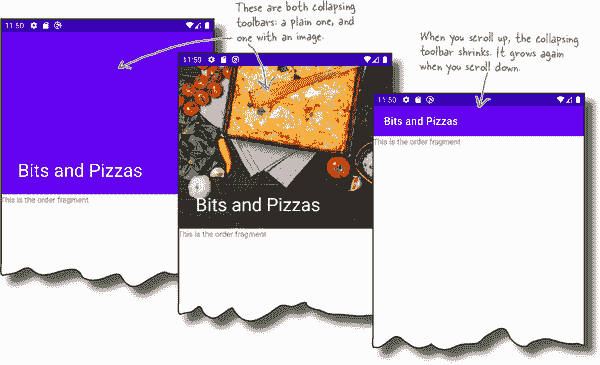 These are both collapsing
toolbars: a plain one, and
one with an image.
When you scroll up, the collapsing
toolbar shrinks. It grows again
when you scroll down.
11:50
Bits and Pizzas
This is the order fragment
11:50
Bits and Pizzas
This is the order fragment
11:50
Bits and Pizzas
This is the order fragment